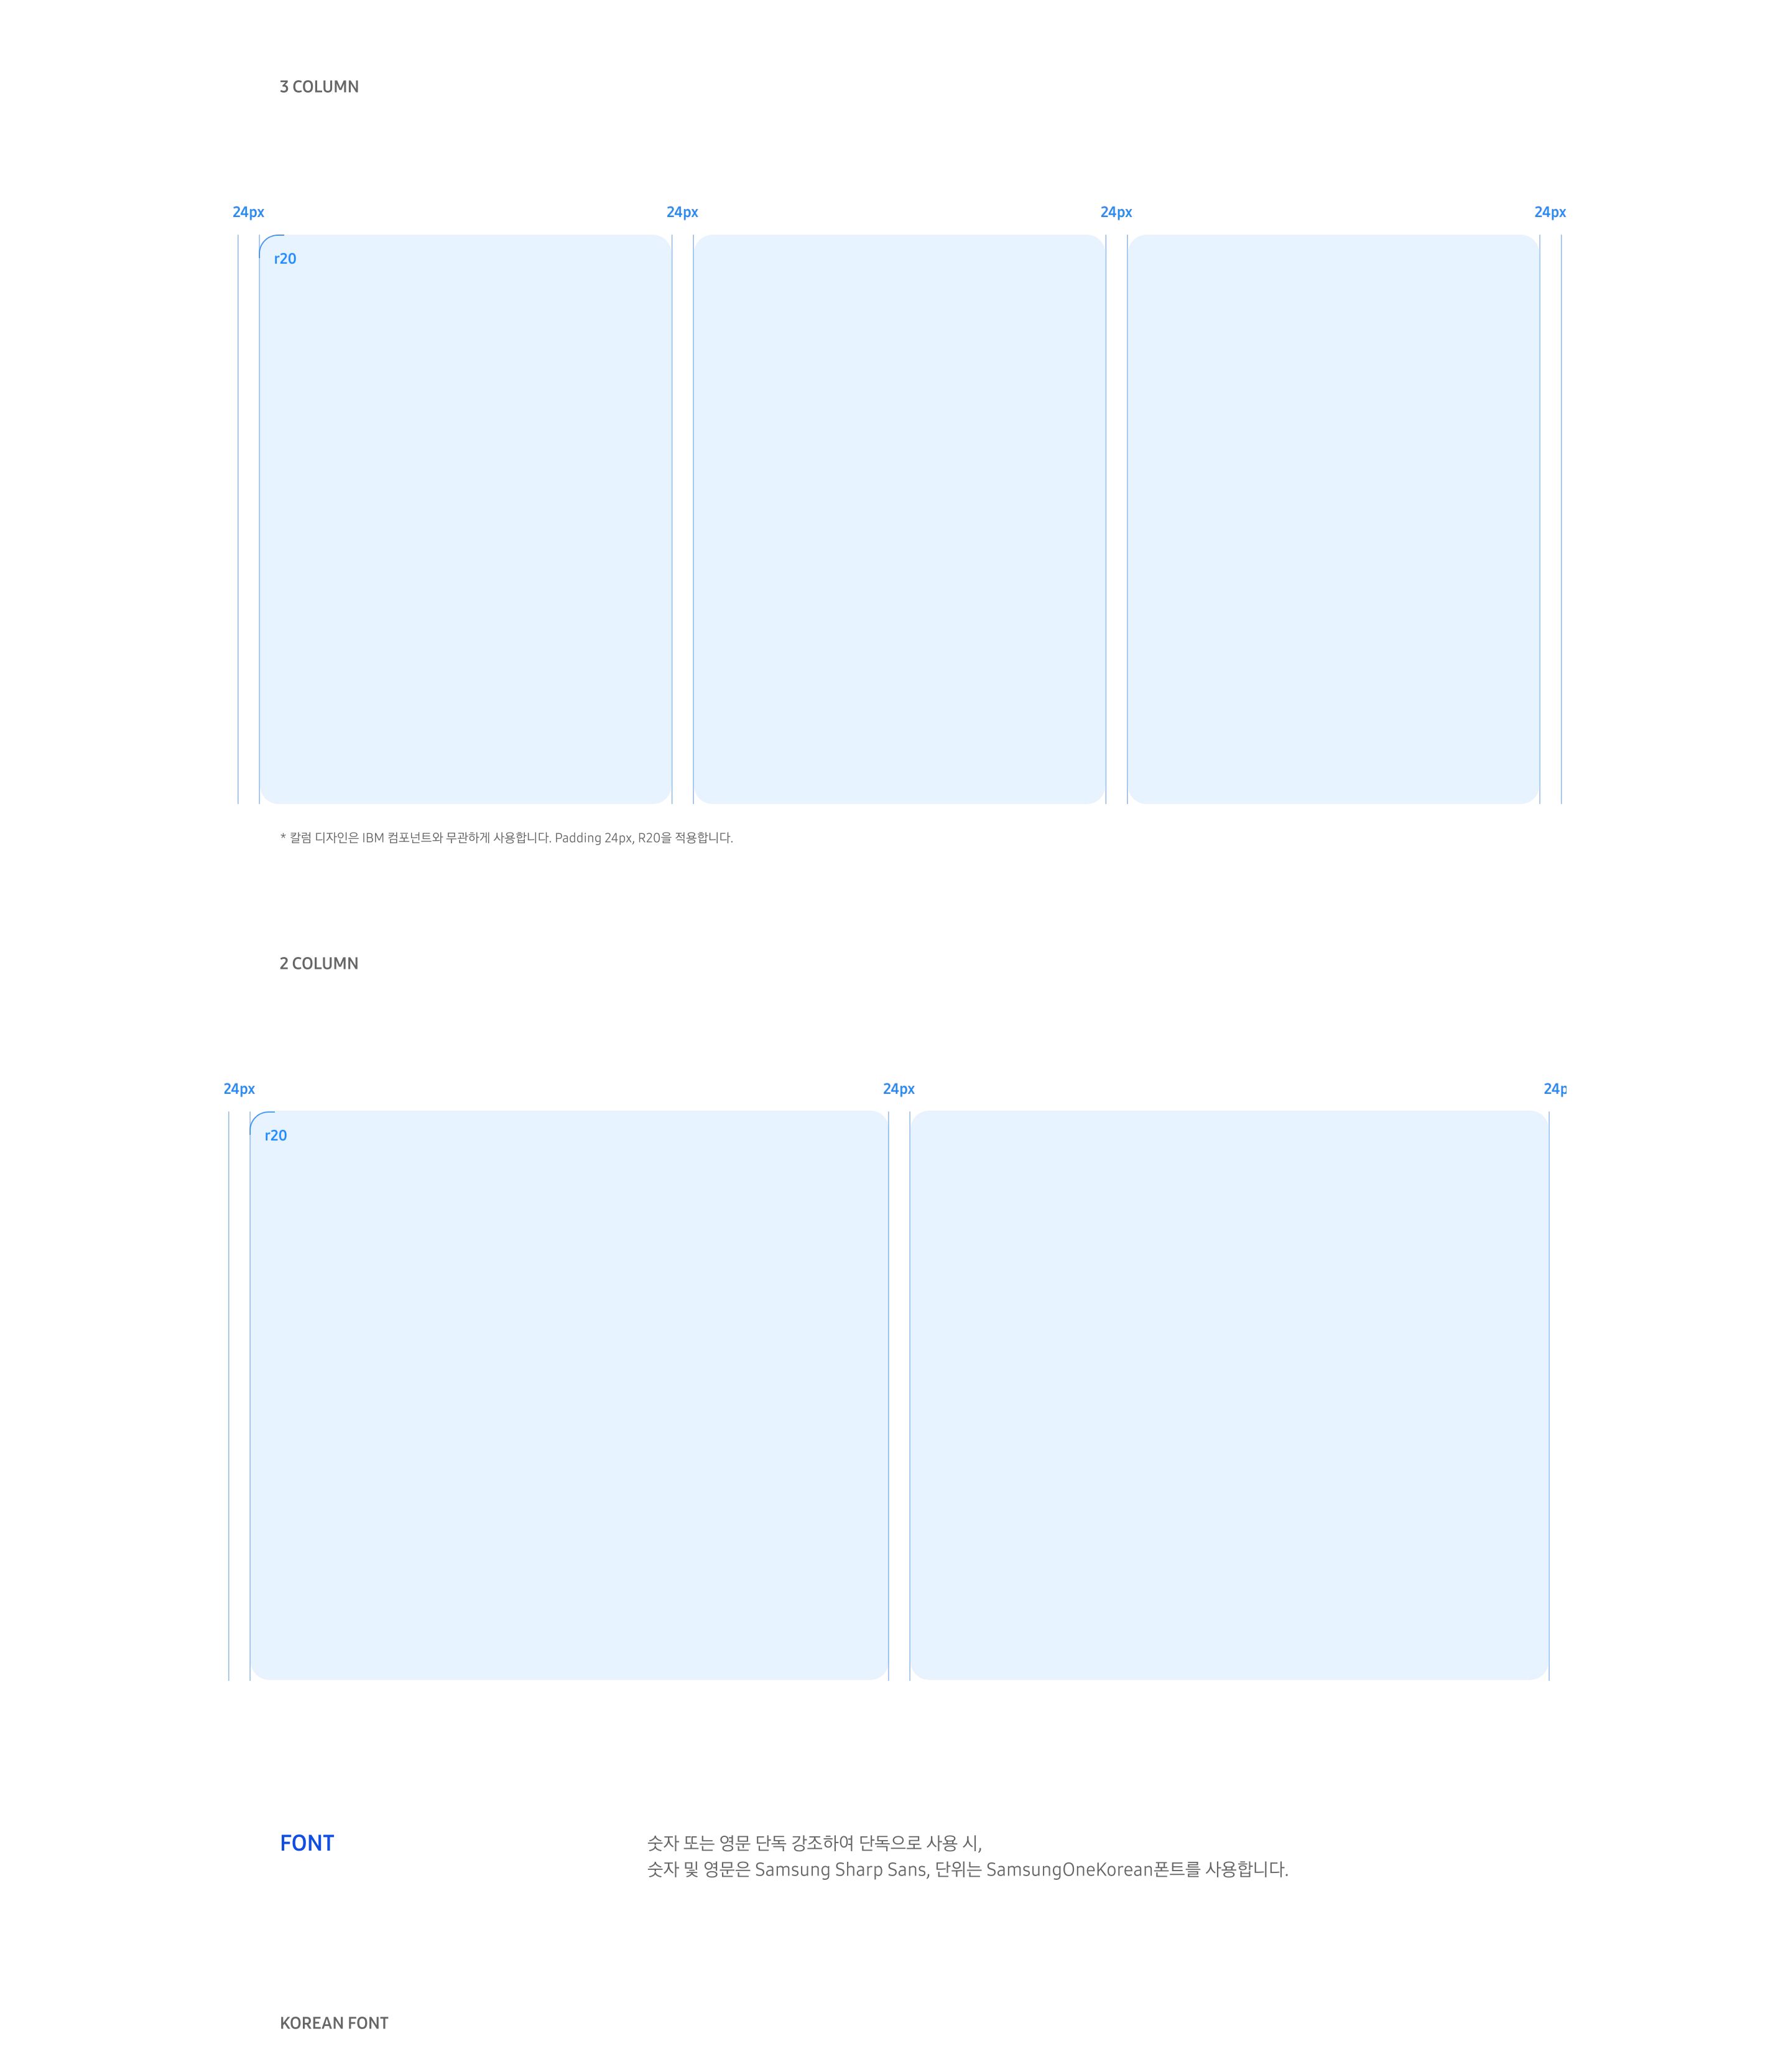 3 COLUMN
24px 24px 24px 24px
r20
* 칼럼 디자인은 IBM 컴포넌트와 무관하게 사용합니다. Padding 24px, R20을 적용합니다.
2 COLUMN
24px 24px 24p
r20
FONT
숫자 또는 영문 단독 강조하여 단독으로 사용 시,
숫자 및 영문은 Samsung Sharp Sans, 단위는 SamsungOneKorean폰트를 사용합니다.
KOREAN FONT